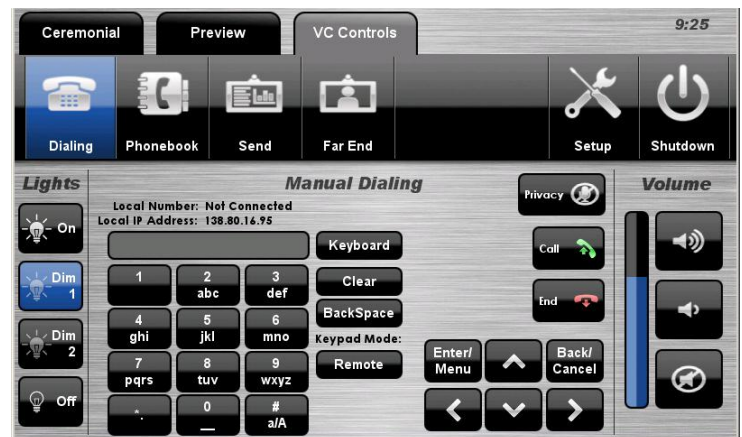 Ceremonial
Preview
VC Controls
9:25
Dialing
Phonebook
Send
Far End
Setup
Shutdown
Lights
Manual Dialing
Volume
Local Number: Not Connected
Local IP Address: 138.80.16.95
Privacy
On
Keyboard
Call
Dim 1
1
2 abc
3 def
Clear
End
BackSpace
4 ghi
5 jkl
6 mno
Keypad Mode:
Dim 2
7 pqrs
8 tuv
9 wxyz
Remote
Enter/
Menu
Back/
Cancel
Off
*.
0 _
# a/A